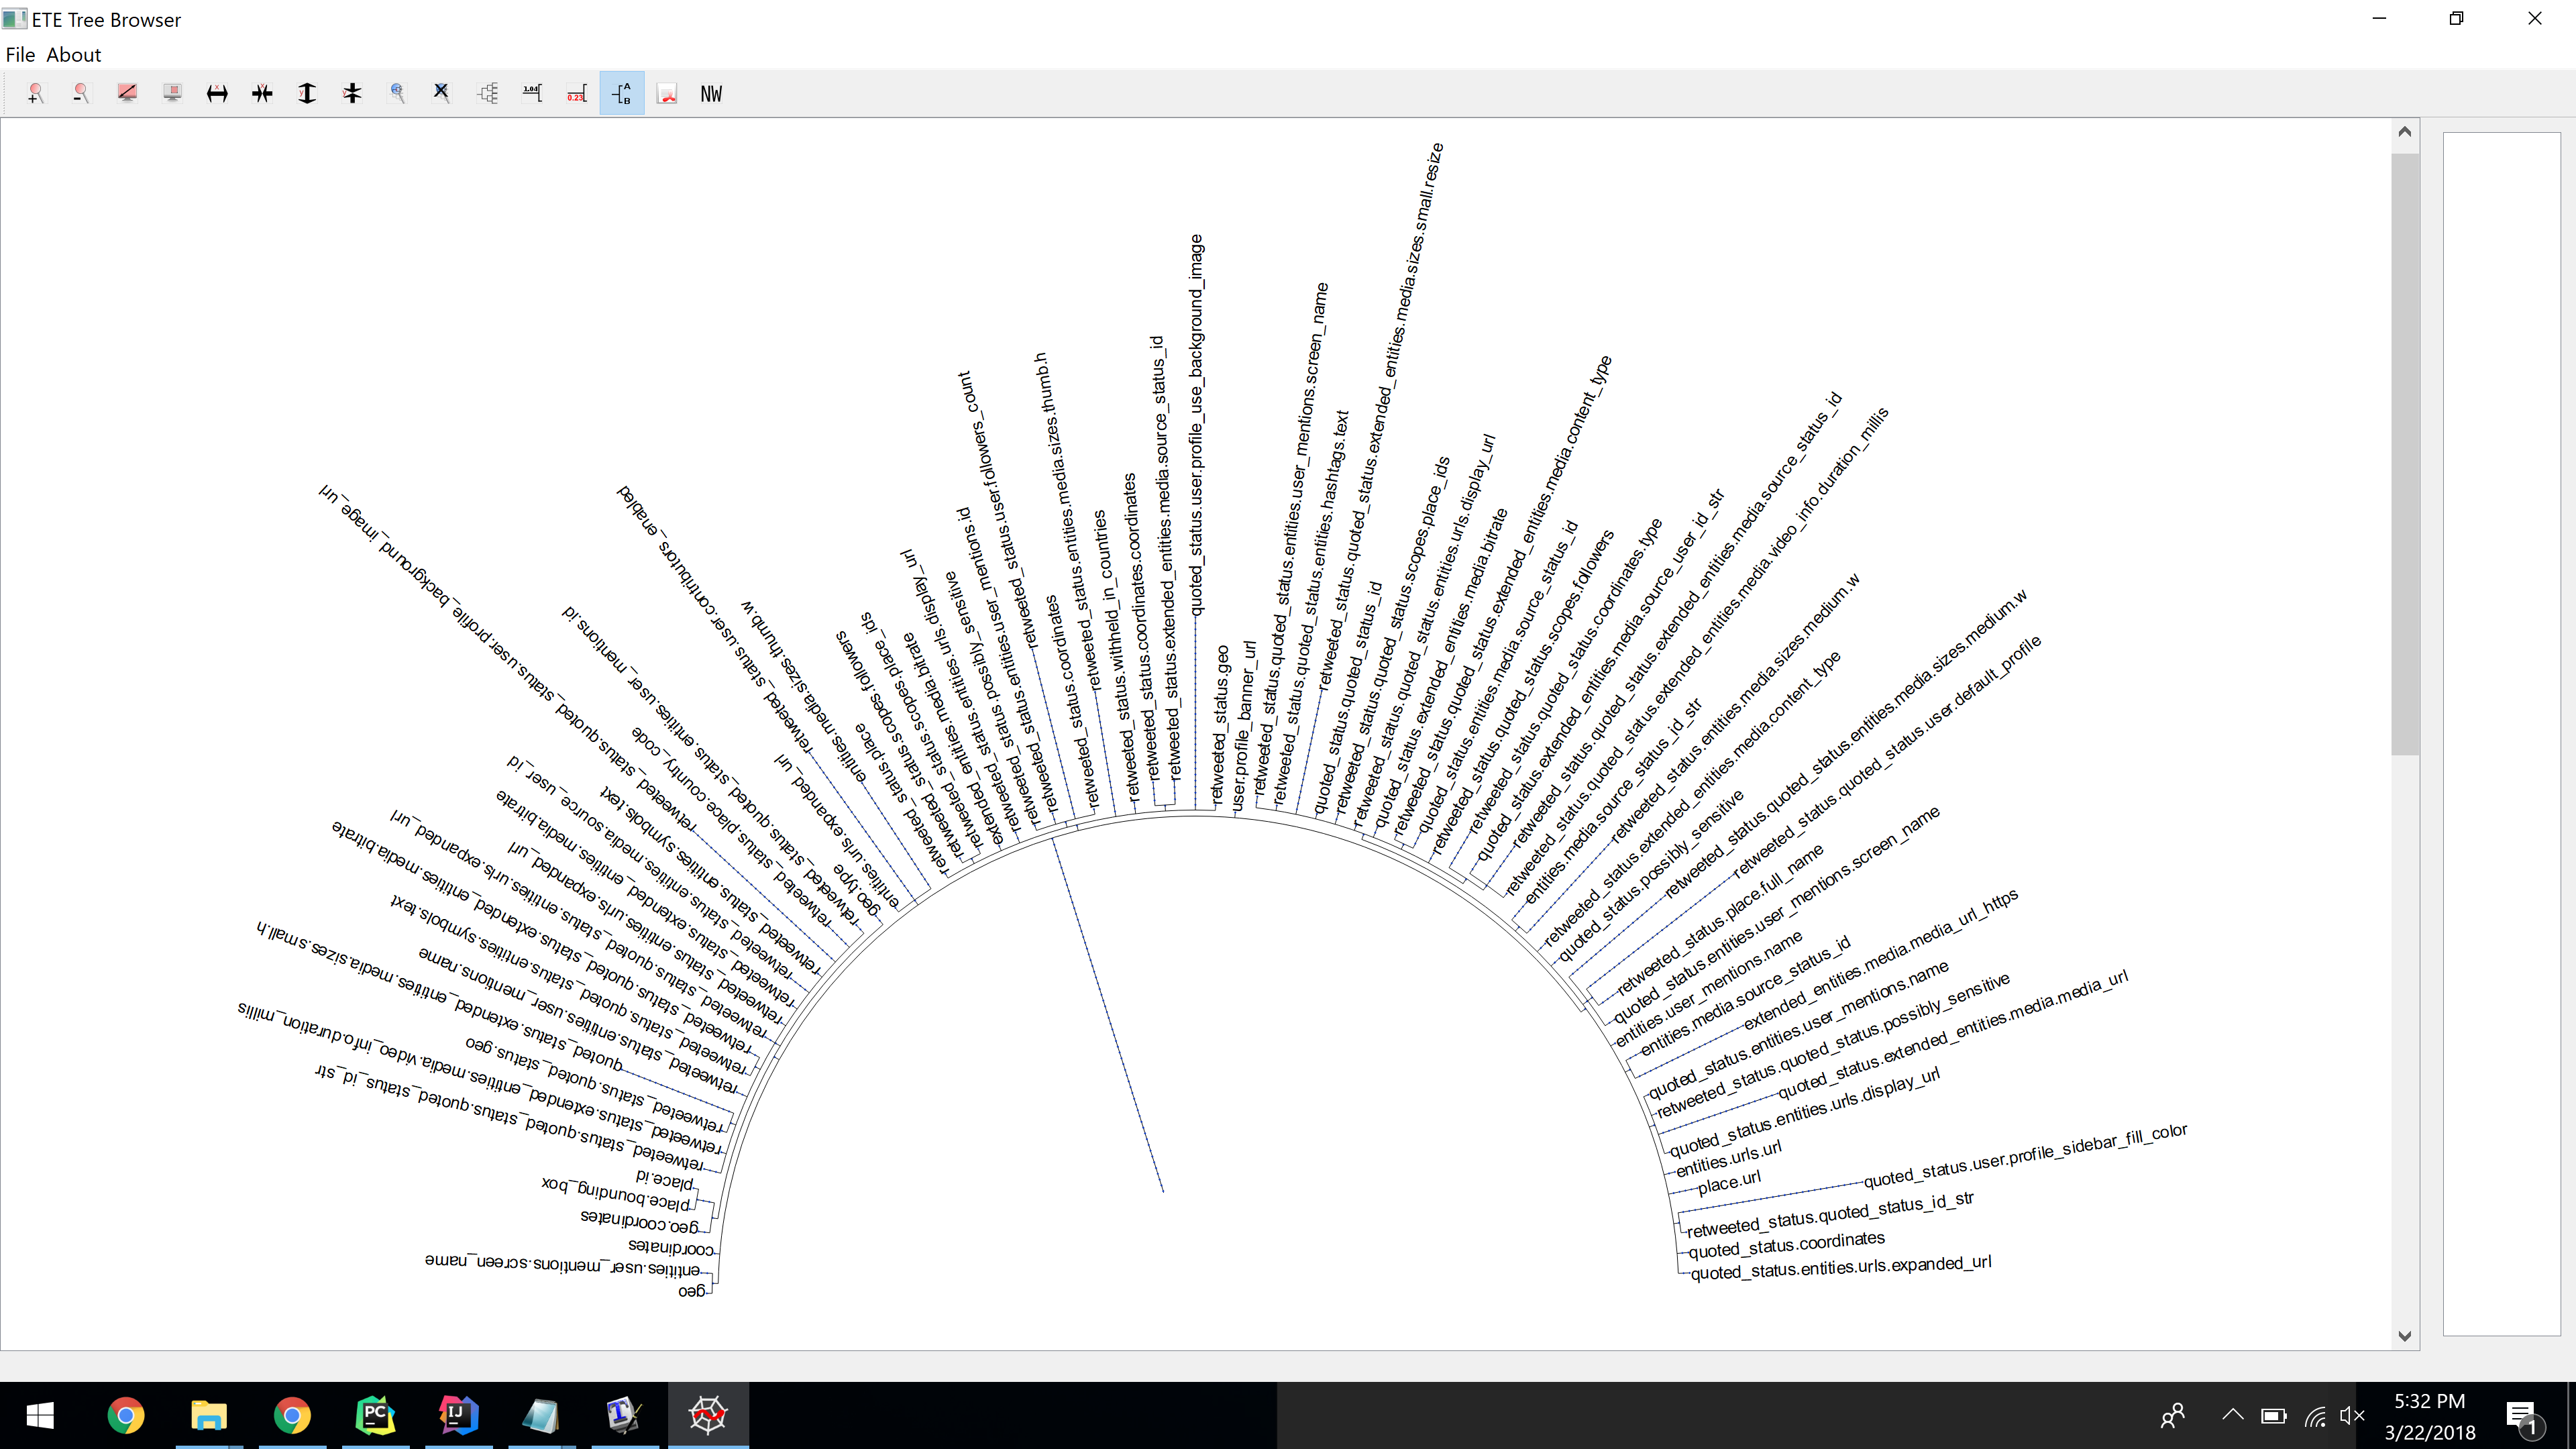 ETE Tree Browser
File About
1.04
0.23
A
B
NW
geo
entities.user_mentions.screen_name
coordinates
geo.coordinates
place.bounding_box
place.id
retweeted_status.quoted_status_id_str
retweeted_status.extended_entities.media.video_info.duration_millis
retweeted_status.quoted_status.geo
quoted_status.extended_entities.media.sizes.small.h
retweeted_status.entities.user_mentions.name
retweeted_status.quoted_status.entities.symbols.text
retweeted_status.quoted_status.extended_entities.media.bitrate
retweeted_status.quoted_status.entities.urls.expanded_url
retweeted_status.entities.urls.expanded_url
retweeted_status.extended_entities.media.bitrate
retweeted_status.entities.media.source_user_id
retweeted_status.entities.symbols.text
retweeted_status.quoted_status.user.profile_background_image_url
retweeted_status.place.country_code
retweeted_status.quoted_status.entities.user_mentions.id
geo.type
entities.urls.expanded_url
retweeted_status.user.contributors_enabled
entities.media.sizes.thumb.w
retweeted_status.place
retweeted_status.scopes.followers
retweeted_status.scopes.place_ids
extended_entities.media.bitrate
retweeted_status.entities.urls.display_url
retweeted_status.possibly_sensitive
retweeted_status.entities.user_mentions.id
retweeted_status.user.followers_count
retweeted_status.coordinates
retweeted_status.entities.media.sizes.thumb.h
retweeted_status.withheld_in_countries
retweeted_status.coordinates.coordinates
retweeted_status.extended_entities.media.source_status_id
quoted_status.user.profile_use_background_image
retweeted_status.geo
user.profile_banner_url
retweeted_status.quoted_status.entities.user_mentions.screen_name
retweeted_status.quoted_status.entities.hashtags.text
retweeted_status.quoted_status.extended_entities.media.sizes.small.resize
quoted_status.quoted_status_id
retweeted_status.quoted_status.scopes.place_ids
retweeted_status.quoted_status.entities.urls.display_url
quoted_status.extended_entities.media.bitrate
retweeted_status.quoted_status.extended_entities.media.content_type
quoted_status.entities.media.source_status_id
retweeted_status.quoted_status.scopes.followers
retweeted_status.quoted_status.coordinates.type
quoted_status.extended_entities.media.source_user_id_str
retweeted_status.quoted_status.extended_entities.media.source_status_id
retweeted_status.quoted_status.extended_entities.media.video_info.duration_millis
entities.media.source_status_id_str
retweeted_status.entities.media.sizes.medium.w
retweeted_status.extended_entities.media.content_type
quoted_status.possibly_sensitive
retweeted_status.quoted_status.entities.media.sizes.medium.w
retweeted_status.quoted_status.user.default_profile
retweeted_status.place.full_name
quoted_status.entities.user_mentions.screen_name
entities.user_mentions.name
entities.media.source_status_id
extended_entities.media.media_url_https
quoted_status.entities.user_mentions.name
retweeted_status.quoted_status.possibly_sensitive
quoted_status.extended_entities.media.media_url
quoted_status.entities.urls.display_url
entities.urls.url
place.url
quoted_status.user.profile_sidebar_fill_color
retweeted_status.quoted_status_id_str
quoted_status.coordinates
quoted_status.entities.urls.expanded_url
PC
IJ
T
5:32 PM
3/22/2018
1